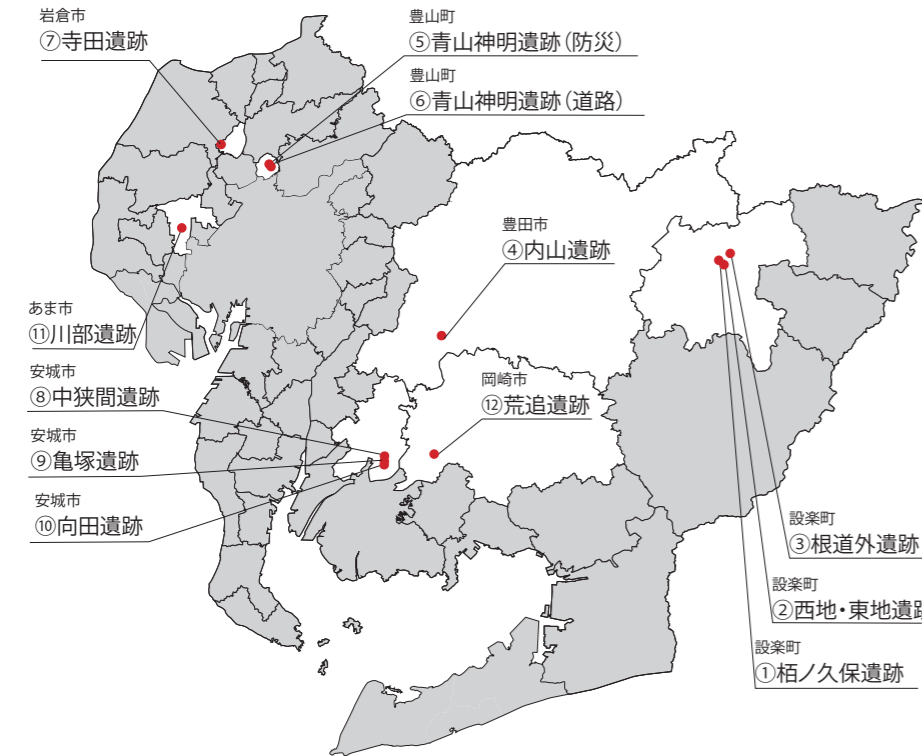 岩倉市
⑦寺田遺跡
豊山町
⑤青山神明遺跡(防災)
豊山町
⑥青山神明遺跡(道路)
豊田市
④内山遺跡
あま市
⑪川部遺跡
安城市
⑧中狭間遺跡
岡崎市
⑫荒追遺跡
安城市
⑨亀塚遺跡
安城市
⑩向田遺跡
設楽町
③根道外遺跡
設楽町
②西地・東地遺跡
設楽町
①栢ノ久保遺跡